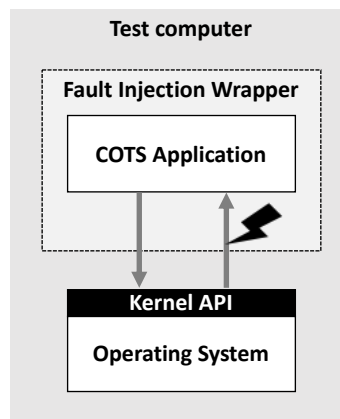 Test computer
Fault Injection Wrapper
COTS Application
Kernel API
Operating System